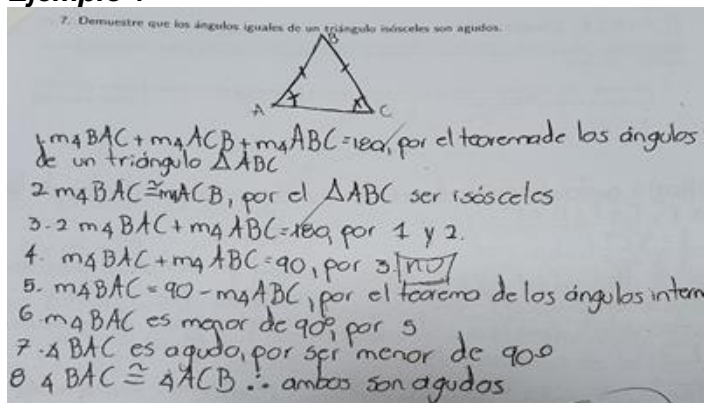 Ejemplo 1
7. Demuestre que los ángulos iguales de un triángulo isósceles son agudos.
B
A
C
1 m∡BAC + m∡ACB + m∡ABC = 180, por el teorema de los ángulos
de un triángulo △ABC
2 m∡BAC ≅ m∡ACB, por el △ABC ser isósceles
3. 2 m∡BAC + m∡ABC = 180, por 1 y 2.
4. m∡BAC + m∡ABC = 90, por 3. no
5. m∡BAC = 90 - m∡ABC, por el teorema de los ángulos intern
6. m∡BAC es menor de 90°, por 5
7. ∡BAC es agudo, por ser menor de 90°
8 ∡BAC ≅ ∡ACB ∴ ambos son agudos